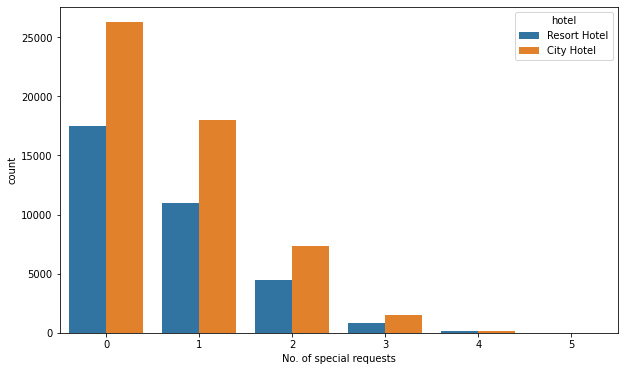 hotel
Resort Hotel
City Hotel
25000
20000
15000
10000
5000
0
count
0 1 2 3 4 5
No. of special requests